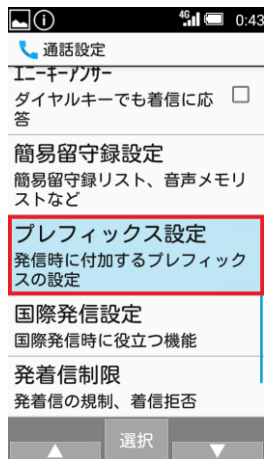 4G 0:43
通話設定
エニーキーアンサー
ダイヤルキーでも着信に応
答
簡易留守録設定
簡易留守録リスト、音声メモリ
ストなど
プレフィックス設定
発信時に付加するプレフィック
スの設定
国際発信設定
国際発信時に役立つ機能
発着信制限
発着信の規制、着信拒否
選択